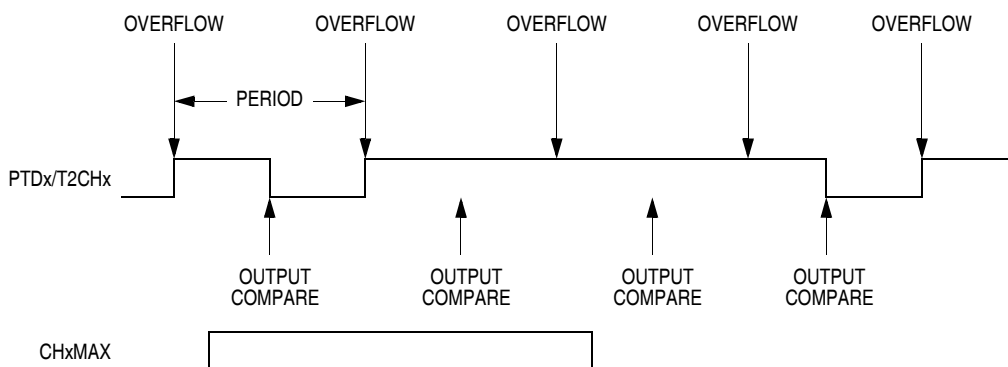 OVERFLOW OVERFLOW OVERFLOW OVERFLOW OVERFLOW
PERIOD
PTDx/T2CHx
OUTPUT COMPARE
OUTPUT COMPARE
OUTPUT COMPARE
OUTPUT COMPARE
CHxMAX